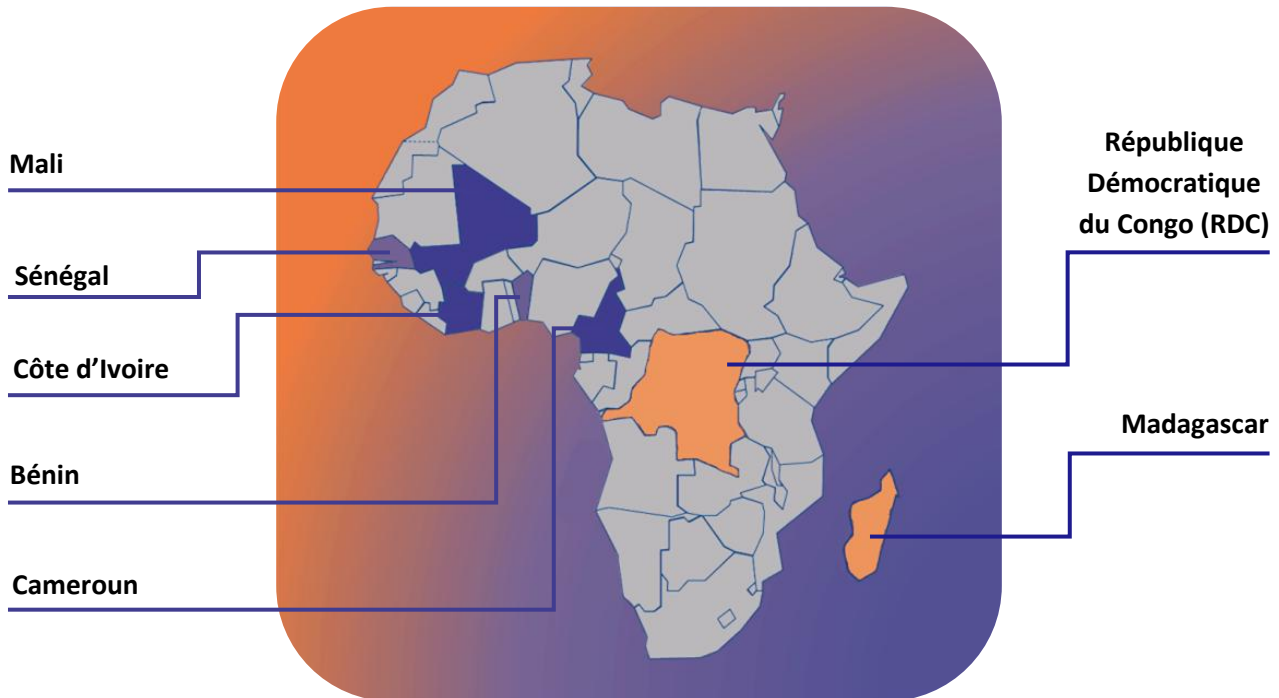 Mali
Sénégal
Côte d’Ivoire
Bénin
Cameroun
République
Démocratique
du Congo (RDC)
Madagascar